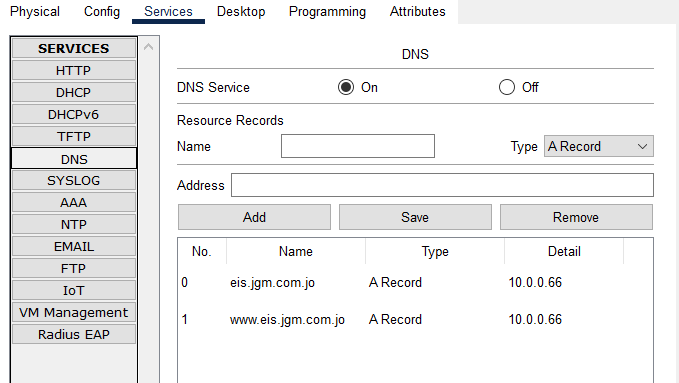 Physical Config Services Desktop Programming Attributes
SERVICES
HTTP
DHCP
DHCPv6
TFTP
DNS
SYSLOG
AAA
NTP
EMAIL
FTP
IoT
VM Management
Radius EAP
DNS
DNS Service On Off
Resource Records
Name Type A Record
Address
Add Save Remove
No. Name Type Detail
0 eis.jgm.com.jo A Record 10.0.0.66
1 www.eis.jgm.com.jo A Record 10.0.0.66